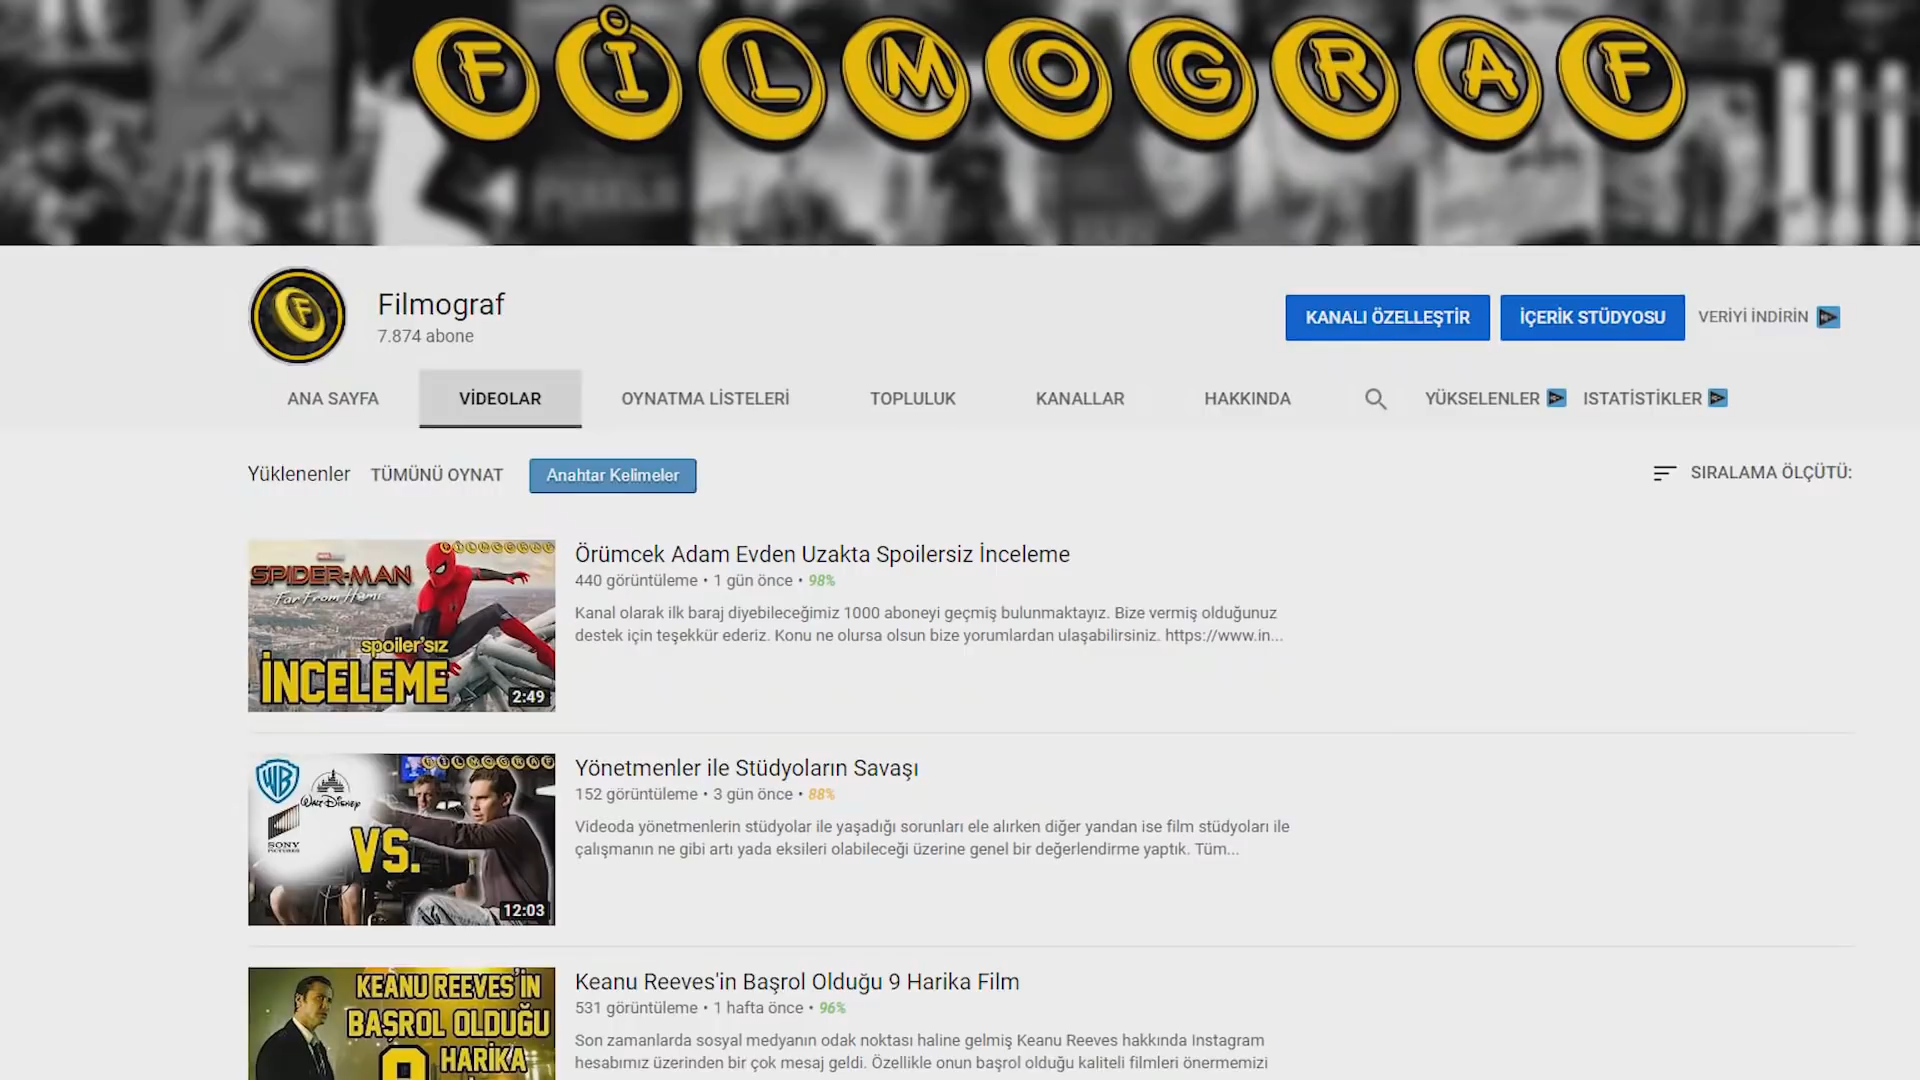 FİLMOGRAF
Filmograf
7.874 abone
KANALI ÖZELLEŞTİR
İÇERİK STÜDYOSU
VERİYİ İNDİRİN
ANA SAYFA
VİDEOLAR
OYNATMA LİSTELERİ
TOPLULUK
KANALLAR
HAKKINDA
YÜKSELENLER
ISTATİSTİKLER
Yüklenenler
TÜMÜNÜ OYNAT
Anahtar Kelimeler
SIRALAMA ÖLÇÜTÜ:
FİLMOGRAF
SPIDER-MAN
Far From Home
spoiler'sız
İNCELEME
2:49
Örümcek Adam Evden Uzakta Spoilersiz İnceleme
440 görüntüleme • 1 gün önce • 98%
Kanal olarak ilk baraj diyebileceğimiz 1000 aboneyi geçmiş bulunmaktayız. Bize vermiş olduğunuz
destek için teşekkür ederiz. Konu ne olursa olsun bize yorumlardan ulaşabilirsiniz. https://www.in...
FİLMOGRAF
WB
WALT DISNEY
SONY
PICTURES
VS.
12:03
Yönetmenler ile Stüdyoların Savaşı
152 görüntüleme • 3 gün önce • 88%
Videoda yönetmenlerin stüdyolar ile yaşadığı sorunları ele alırken diğer yandan ise film stüdyoları ile
çalışmanın ne gibi artı yada eksileri olabileceği üzerine genel bir değerlendirme yaptık. Tüm...
KEANU REEVES'İN
BAŞROL OLDUĞU
9 HARİKA
Keanu Reeves'in Başrol Olduğu 9 Harika Film
531 görüntüleme • 1 hafta önce • 96%
Son zamanlarda sosyal medyanın odak noktası haline gelmiş Keanu Reeves hakkında Instagram
hesabımız üzerinden bir çok mesaj geldi. Özellikle onun başrol olduğu kaliteli filmleri önermemizi